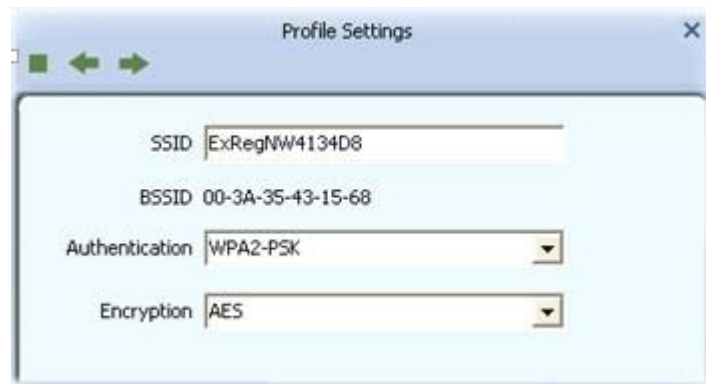 Profile Settings
SSID ExRegNW4134D8
BSSID 00-3A-35-43-15-68
Authentication WPA2-PSK
Encryption AES